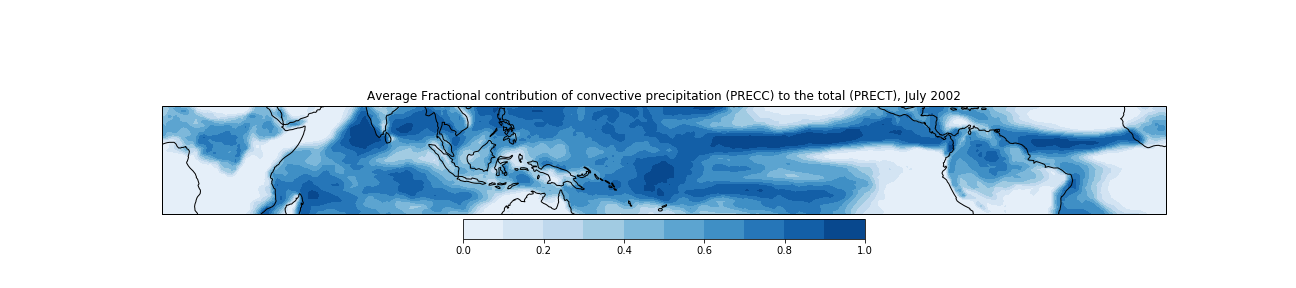 Average Fractional contribution of convective precipitation (PRECC) to the total (PRECT), July 2002
0.0 0.2 0.4 0.6 0.8 1.0